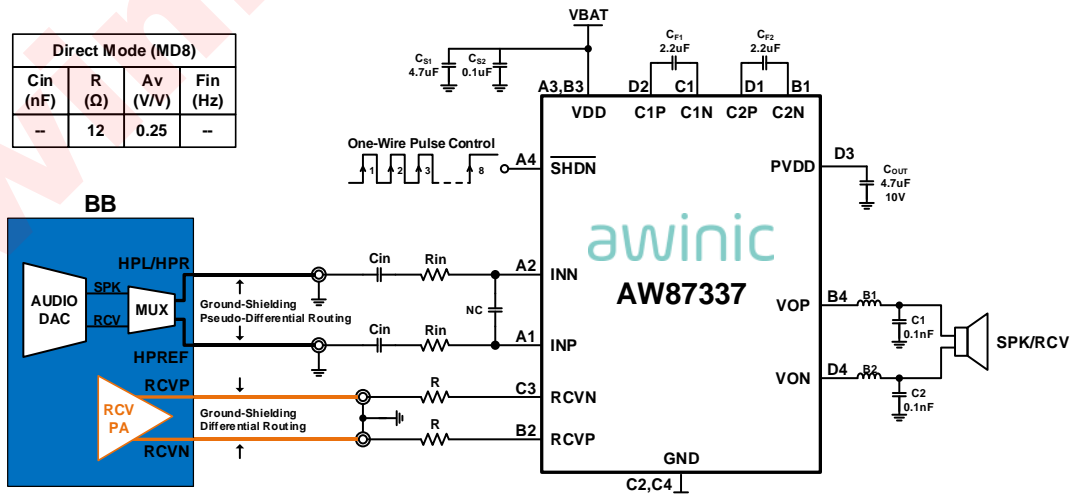 Direct Mode (MD8)
Cin (nF) R (Ω) Av (V/V) Fin (Hz)
-- 12 0.25 --
VBAT
CS1 4.7uF
CS2 0.1uF
CF1 2.2uF
CF2 2.2uF
A3,B3 D2 C1 D1 B1
VDD C1P C1N C2P C2N
One-Wire Pulse Control
1 2 3 8
A4 SHDN
PVDD D3
COUT
4.7uF
10V
BB
HPL/HPR
AUDIO DAC
SPK
RCV
MUX
HPREF
Ground-Shielding
Pseudo-Differential Routing
Cin Rin
NC
Cin Rin
A2 INN
A1 INP
awinic
AW87337
VOP B4 B1
C1
0.1nF
SPK/RCV
VON D4 B2
C2
0.1nF
RCVP
RCV PA
RCVN
Ground-Shielding
Differential Routing
R
R
C3 RCVN
B2 RCVP
GND
C2,C4